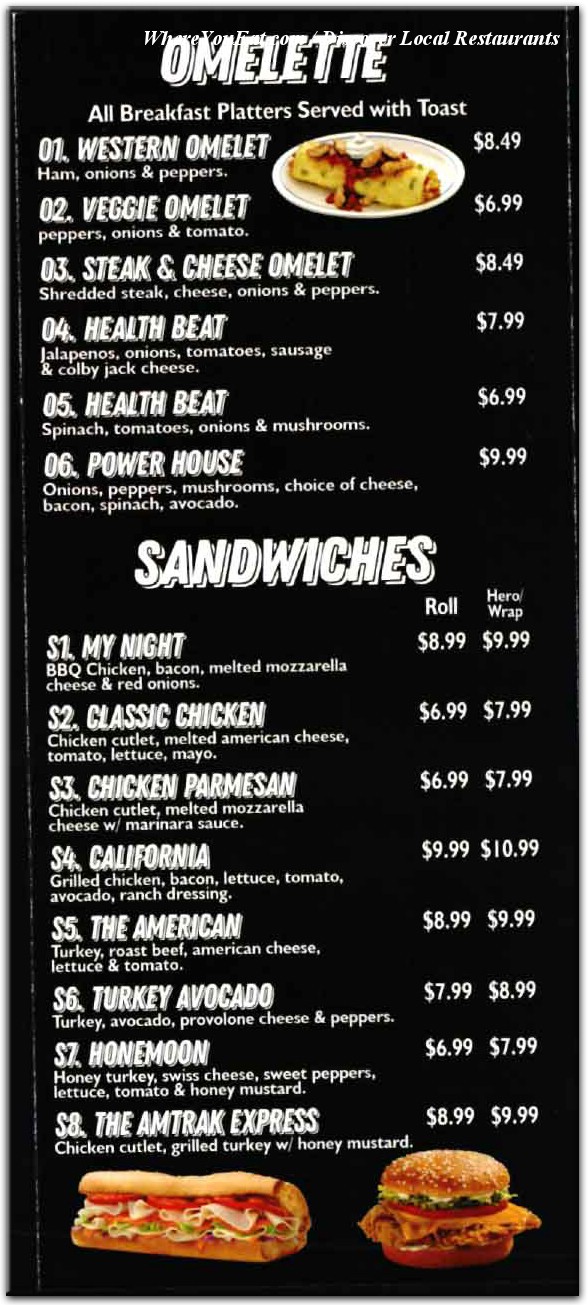 WhereYouEat.com / Discover Local Restaurants
OMELETTE
All Breakfast Platters Served with Toast
01. WESTERN OMELET $8.49
Ham, onions & peppers.
02. VEGGIE OMELET $6.99
peppers, onions & tomato.
03. STEAK & CHEESE OMELET $8.49
Shredded steak, cheese, onions & peppers.
04. HEALTH BEAT $7.99
Jalapenos, onions, tomatoes, sausage
& colby jack cheese.
05. HEALTH BEAT $6.99
Spinach, tomatoes, onions & mushrooms.
06. POWER HOUSE $9.99
Onions, peppers, mushrooms, choice of cheese,
bacon, spinach, avocado.
SANDWICHES
Roll Hero/
Wrap
S1. MY NIGHT $8.99 $9.99
BBQ Chicken, bacon, melted mozzarella
cheese & red onions.
S2. CLASSIC CHICKEN $6.99 $7.99
Chicken cutlet, melted american cheese,
tomato, lettuce, mayo.
S3. CHICKEN PARMESAN $6.99 $7.99
Chicken cutlet, melted mozzarella
cheese w/ marinara sauce.
S4. CALIFORNIA $9.99 $10.99
Grilled chicken, bacon, lettuce, tomato,
avocado, ranch dressing.
S5. THE AMERICAN $8.99 $9.99
Turkey, roast beef, american cheese,
lettuce & tomato.
S6. TURKEY AVOCADO $7.99 $8.99
Turkey, avocado, provolone cheese & peppers.
S7. HONEMOON $6.99 $7.99
Honey turkey, swiss cheese, sweet peppers,
lettuce, tomato & honey mustard.
S8. THE AMTRAK EXPRESS $8.99 $9.99
Chicken cutlet, grilled turkey w/ honey mustard.